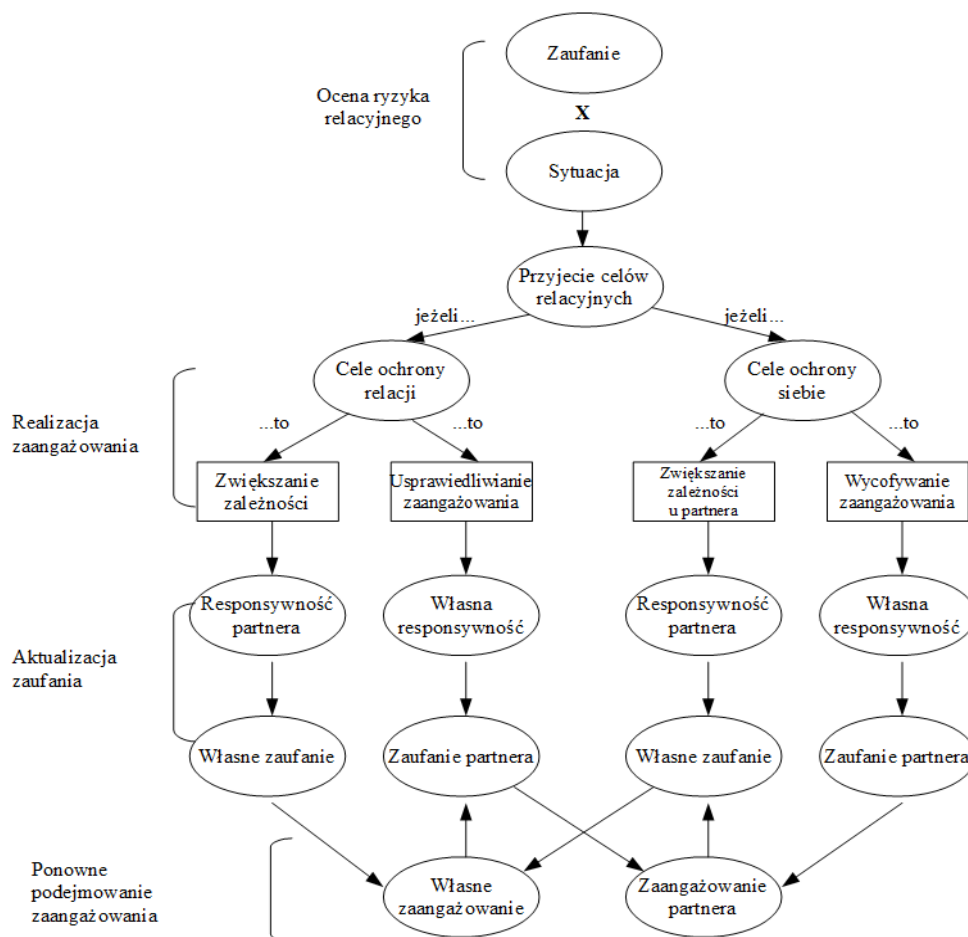 Zaufanie
Ocena ryzyka
relacyjnego
X
Sytuacja
Przyjecie celów
relacyjnych
jeżeli...
jeżeli...
Cele ochrony
relacji
Cele ochrony
siebie
Realizacja
zaangażowania
...to
...to
...to
...to
Zwiększanie
zależności
Usprawiedliwianie
zaangażowania
Zwiększanie
zależności
u partnera
Wycofywanie
zaangażowania
Responsywność
partnera
Własna
responsywność
Responsywność
partnera
Własna
responsywność
Aktualizacja
zaufania
Własne zaufanie
Zaufanie partnera
Własne zaufanie
Zaufanie partnera
Ponowne
podejmowanie
zaangażowania
Własne
zaangażowanie
Zaangażowanie
partnera